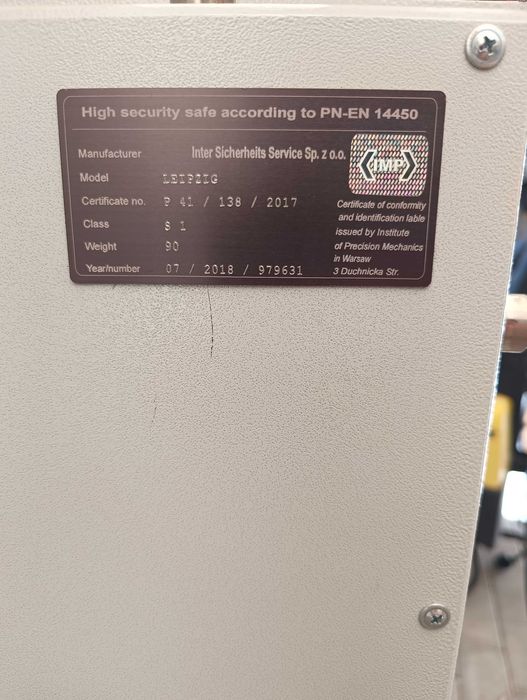 High security safe according to PN-EN 14450
Manufacturer Inter Sicherheits Service Sp. z o.o.
Model LEIPZIG
Certificate no. P 41 / 138 / 2017
Class S 1
Weight 90
Year/number 07 / 2018 / 979631
IMP
Certificate of conformity
and identification lable
issued by Institute
of Precision Mechanics
in Warsaw
3 Duchnicka Str.